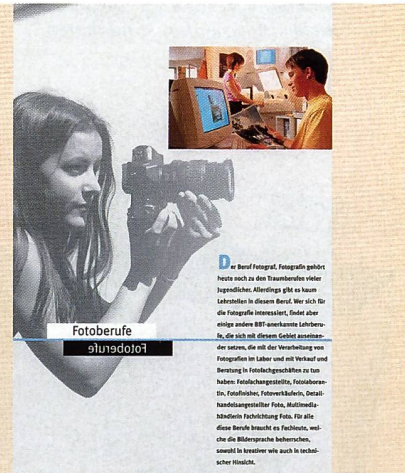 Der Beruf Fotograf, Fotografin gehört
heute noch zu den Traumberufen vieler
Jugendlicher. Allerdings gibt es kaum
Lehrstellen in diesem Beruf. Wer sich für
die Fotografie interessiert, findet aber
einige andere BBT-anerkannte Lehrberu-
fe, die sich mit diesem Gebiet auseinan-
der setzen, die mit der Verarbeitung von
Fotografien im Labor und mit Verkauf und
Beratung in Fotofachgeschäften zu tun
haben: Fotofachangestellte, Fotolaboran-
tin, Fotofinisher, Fotoverkäuferin, Detail-
handelsangestellter Foto, Multimedia-
händlerin Fachrichtung Foto. Für alle
diese Berufe braucht es Fachleute, wel-
che die Bildersprache beherrschen,
sowohl in kreativer wie auch in techni-
scher Hinsicht.
Fotoberufe
Fotoberufe